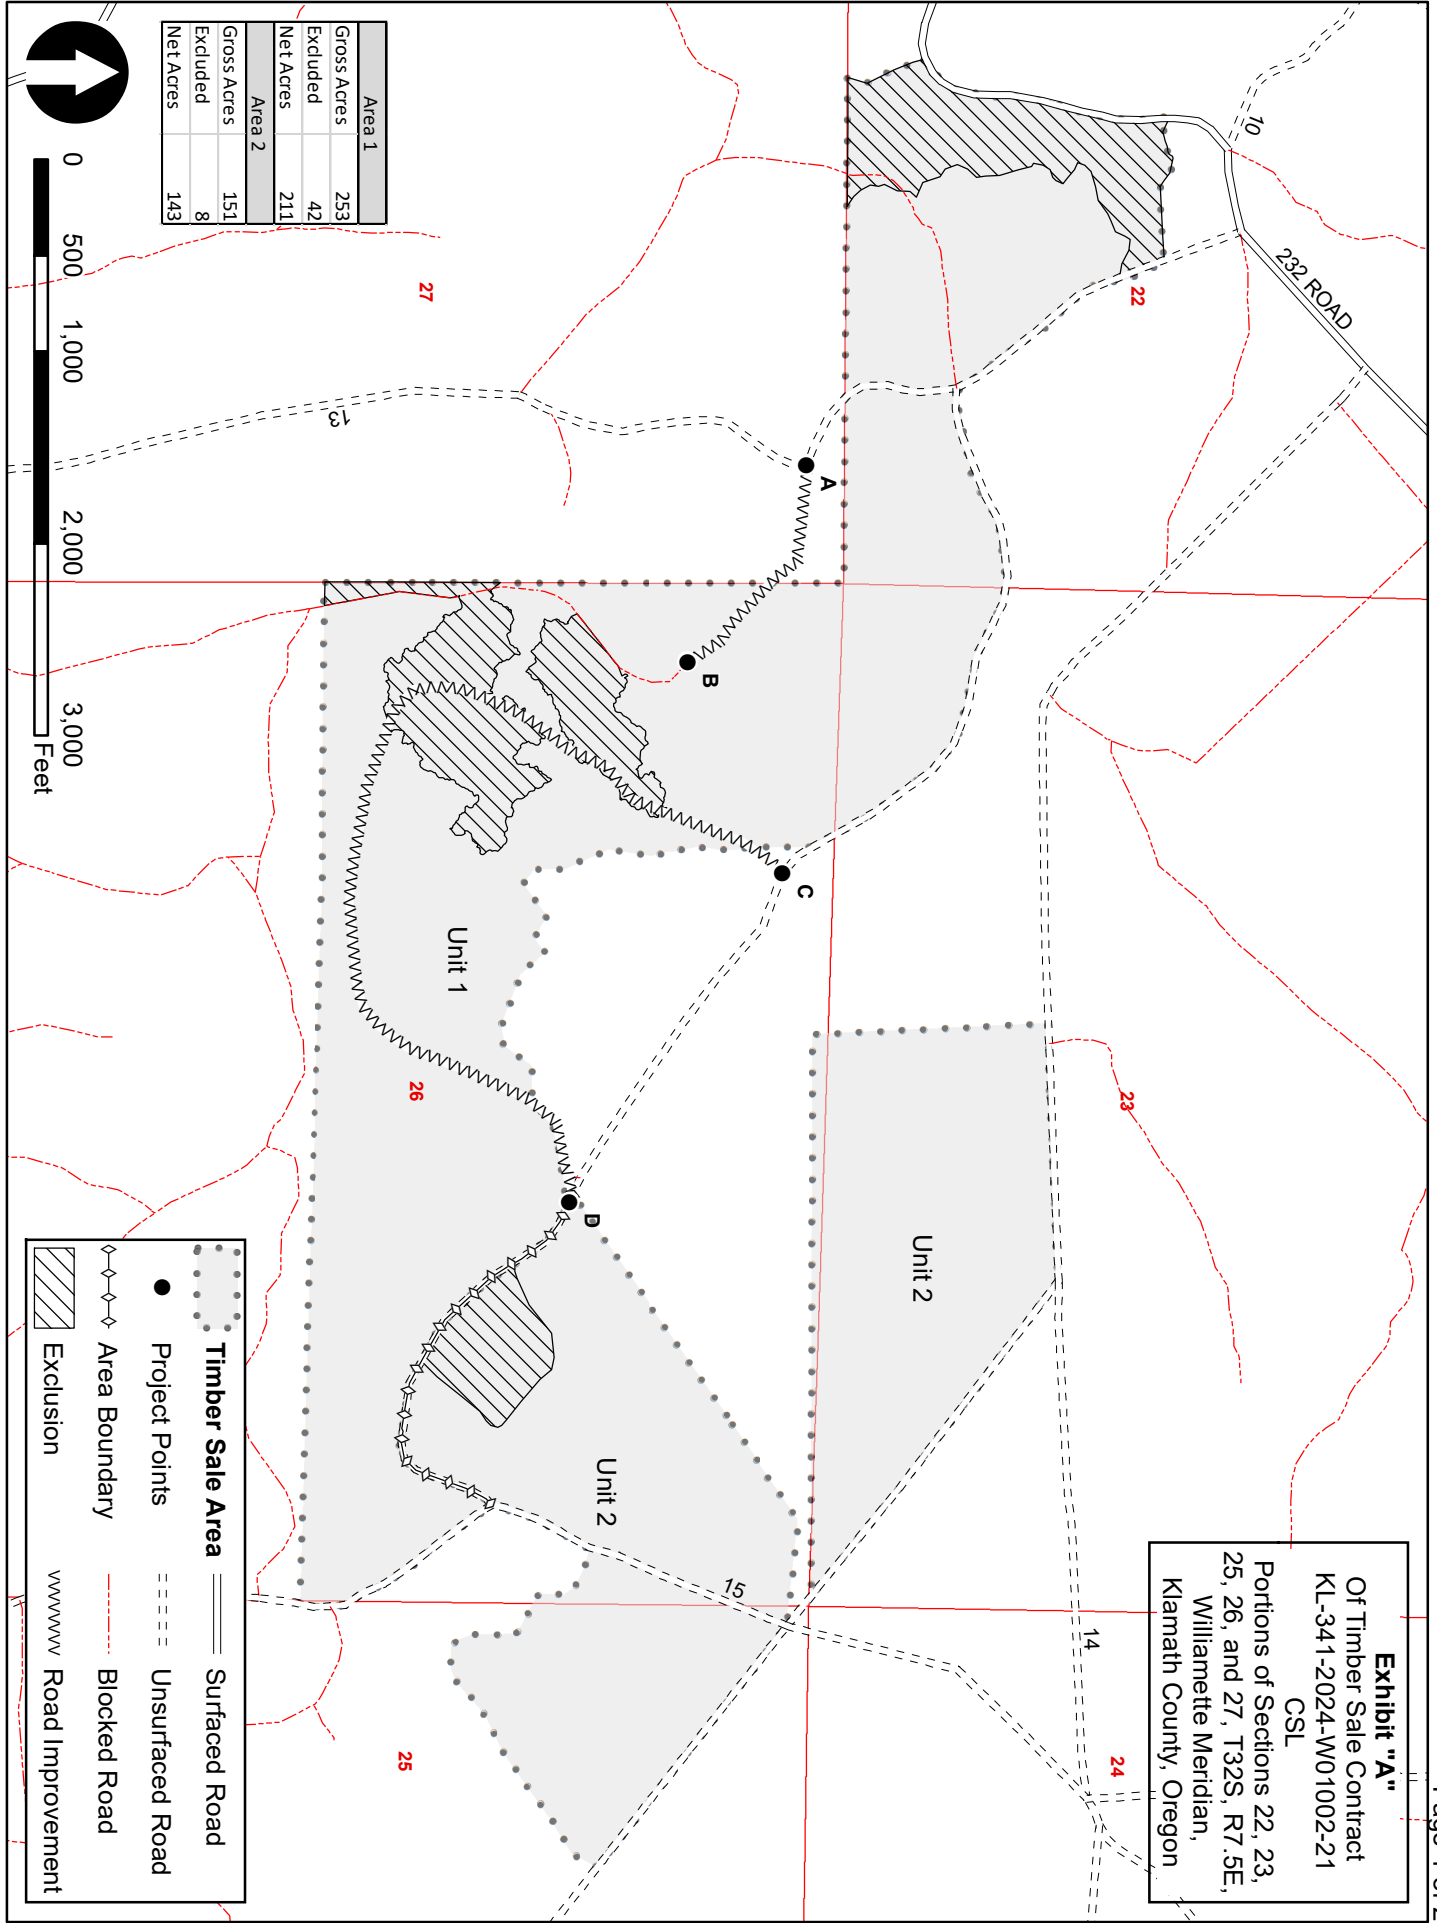 Exhibit "A"
Of Timber Sale Contract
KL-341-2024-W01002-21
CSL
Portions of Sections 22, 23,
25, 26, and 27, T32S, R7.5E,
Williamette Meridian,
Klamath County, Oregon
10
232 ROAD
22
23
24
14
27
13
A
B
C
D
Unit 1
Unit 2
Unit 2
26
15
25
Area 1
Gross Acres 253
Excluded 42
Net Acres 211
Area 2
Gross Acres 151
Excluded 8
Net Acres 143
0 500 1,000 2,000 3,000
Feet
Timber Sale Area
Project Points
Area Boundary
Exclusion
Surfaced Road
Unsurfaced Road
Blocked Road
Road Improvement